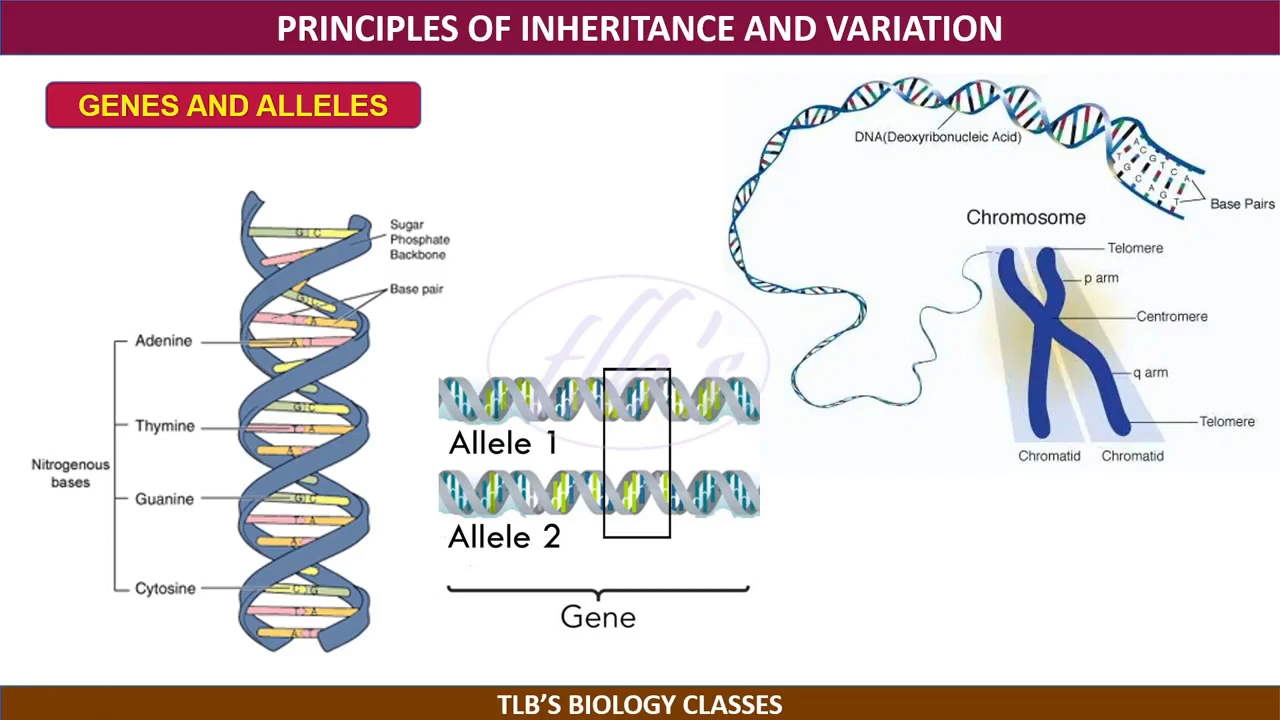 PRINCIPLES OF INHERITANCE AND VARIATION
GENES AND ALLELES
Sugar
Phosphate
Backbone
Base pair
Adenine
Thymine
Nitrogenous
bases
Guanine
Cytosine
G C
G C
A
A
G C
T A
A
G C
T A
A
C G
T A
A
tlb's
Allele 1
Allele 2
Gene
DNA(Deoxyribonucleic Acid)
A C G T C A
T G C A G T
Base Pairs
Chromosome
Telomere
p arm
Centromere
q arm
Telomere
Chromatid
Chromatid
TLB'S BIOLOGY CLASSES